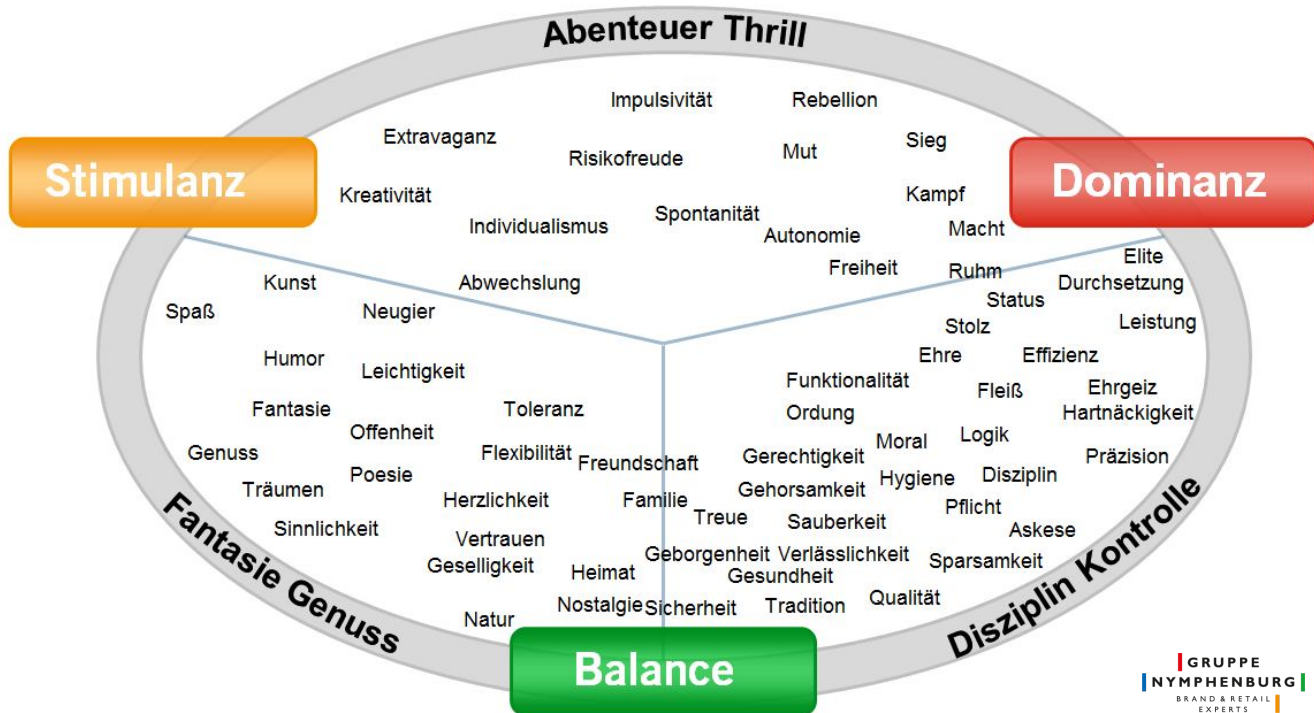 Abenteuer Thrill
Impulsivität
Rebellion
Extravaganz
Risikofreude
Mut
Sieg
Stimulanz
Dominanz
Kreativität
Kampf
Individualismus
Spontanität
Autonomie
Macht
Freiheit
Ruhm
Elite
Kunst
Abwechslung
Durchsetzung
Spaß
Neugier
Status
Stolz
Leistung
Humor
Leichtigkeit
Ehre
Effizienz
Funktionalität
Fleiß
Ehrgeiz
Fantasie
Toleranz
Ordung
Hartnäckigkeit
Offenheit
Moral
Logik
Genuss
Flexibilität
Freundschaft
Gerechtigkeit
Präzision
Poesie
Hygiene
Disziplin
Träumen
Herzlichkeit
Familie
Gehorsamkeit
Pflicht
Sinnlichkeit
Treue
Sauberkeit
Askese
Vertrauen
Geselligkeit
Geborgenheit
Verlässlichkeit
Sparsamkeit
Heimat
Gesundheit
Natur
Nostalgie
Sicherheit
Tradition
Qualität
Fantasie Genuss
Disziplin Kontrolle
Balance
GRUPPE
NYMPHENBURG
BRAND & RETAIL
EXPERTS